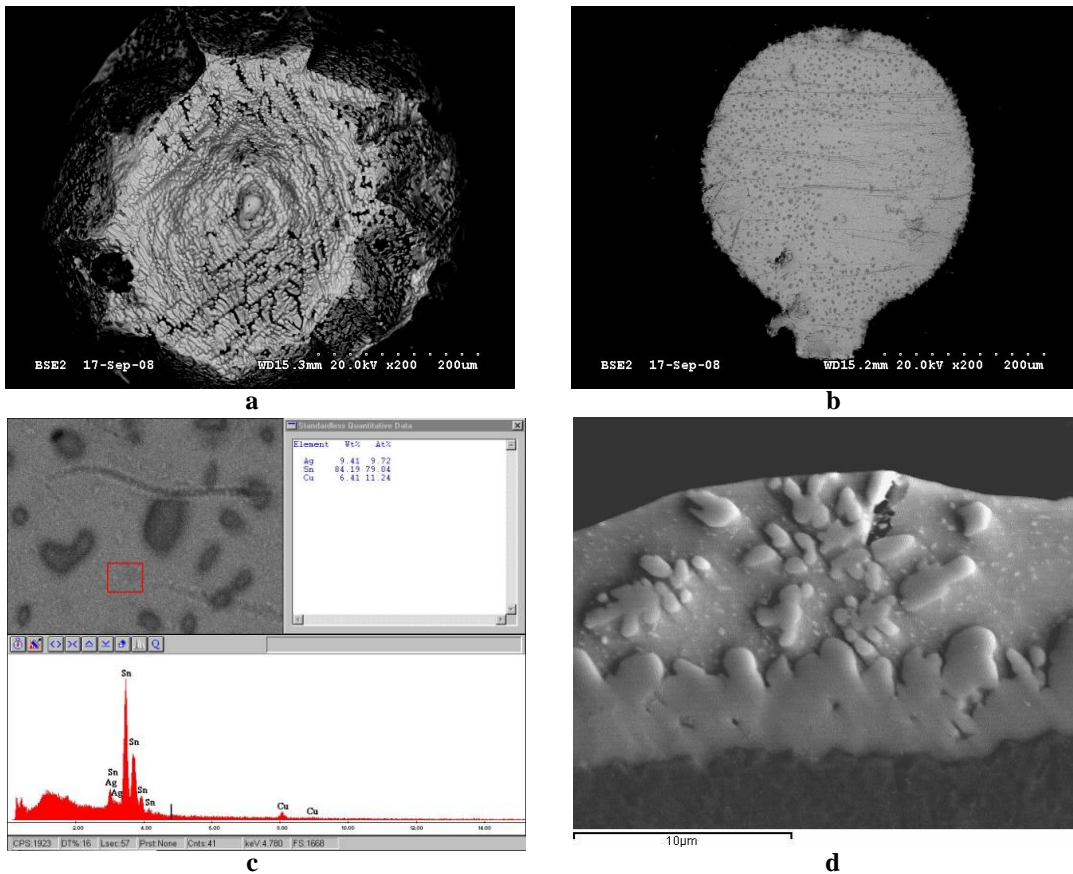 BSE2 17-Sep-08 WD15.3mm 20.0kV x200 200um
a
BSE2 17-Sep-08 WD15.2mm 20.0kV x200 200um
b
Standardless Quantitative Data
Element Wt% At%
Ag 9.41 9.72
Sn 84.19 79.04
Cu 6.41 11.24
Q
Sn
Sn
Sn
Ag
Ag
Sn
Sn
Cu
Cu
2.00 4.00 6.00 8.00 10.00 12.00 14.00
CPS:1923 DT%:16 Lsec:57 Prst:None Cnts:41 keV:4.780 FS:1668
c
10µm
d